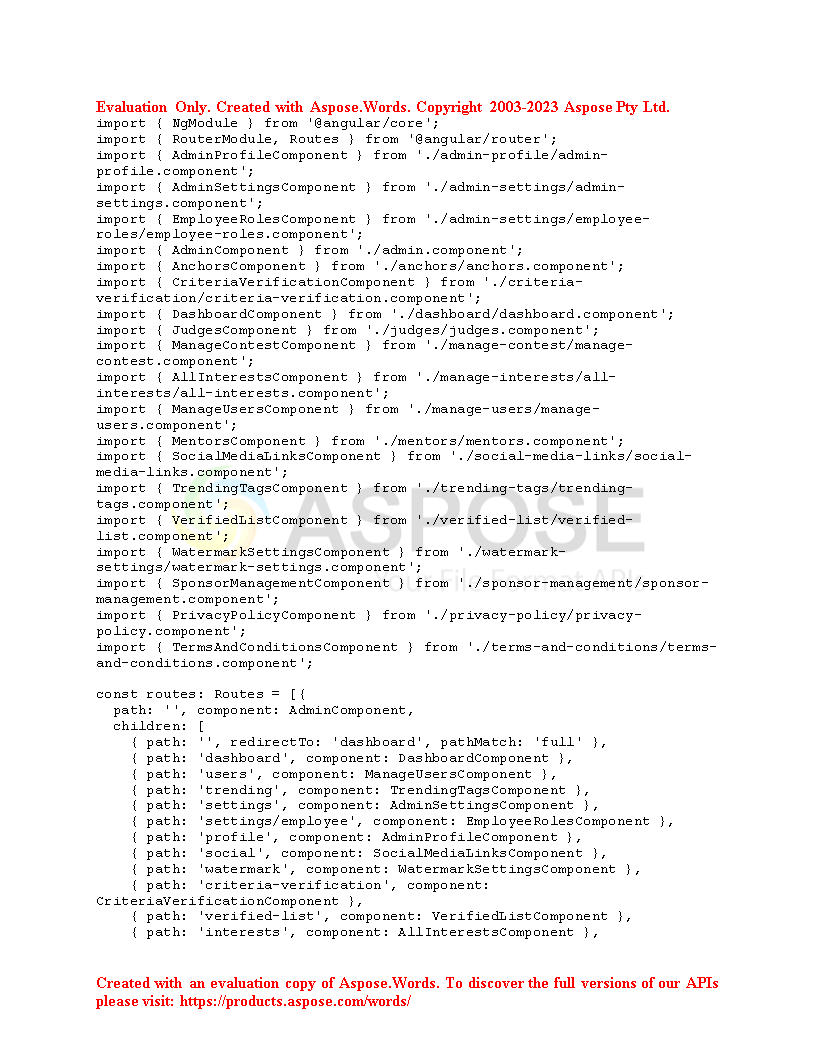 Evaluation Only. Created with Aspose.Words. Copyright 2003-2023 Aspose Pty Ltd.
import { NgModule } from '@angular/core';
import { RouterModule, Routes } from '@angular/router';
import { AdminProfileComponent } from './admin-profile/admin-
profile.component';
import { AdminSettingsComponent } from './admin-settings/admin-
settings.component';
import { EmployeeRolesComponent } from './admin-settings/employee-
roles/employee-roles.component';
import { AdminComponent } from './admin.component';
import { AnchorsComponent } from './anchors/anchors.component';
import { CriteriaVerificationComponent } from './criteria-
verification/criteria-verification.component';
import { DashboardComponent } from './dashboard/dashboard.component';
import { JudgesComponent } from './judges/judges.component';
import { ManageContestComponent } from './manage-contest/manage-
contest.component';
import { AllInterestsComponent } from './manage-interests/all-
interests/all-interests.component';
import { ManageUsersComponent } from './manage-users/manage-
users.component';
import { MentorsComponent } from './mentors/mentors.component';
import { SocialMediaLinksComponent } from './social-media-links/social-
media-links.component';
import { TrendingTagsComponent } from './trending-tags/trending-
tags.component';
import { VerifiedListComponent } from './verified-list/verified-
list.component';
import { WatermarkSettingsComponent } from './watermark-
settings/watermark-settings.component';
import { SponsorManagementComponent } from './sponsor-management/sponsor-
management.component';
import { PrivacyPolicyComponent } from './privacy-policy/privacy-
policy.component';
import { TermsAndConditionsComponent } from './terms-and-conditions/terms-
and-conditions.component';
ASPOSE
Your File Format APIs

const routes: Routes = [{
  path: '', component: AdminComponent,
  children: [
    { path: '', redirectTo: 'dashboard', pathMatch: 'full' },
    { path: 'dashboard', component: DashboardComponent },
    { path: 'users', component: ManageUsersComponent },
    { path: 'trending', component: TrendingTagsComponent },
    { path: 'settings', component: AdminSettingsComponent },
    { path: 'settings/employee', component: EmployeeRolesComponent },
    { path: 'profile', component: AdminProfileComponent },
    { path: 'social', component: SocialMediaLinksComponent },
    { path: 'watermark', component: WatermarkSettingsComponent },
    { path: 'criteria-verification', component:
CriteriaVerificationComponent },
    { path: 'verified-list', component: VerifiedListComponent },
    { path: 'interests', component: AllInterestsComponent },
Created with an evaluation copy of Aspose.Words. To discover the full versions of our APIs
please visit: https://products.aspose.com/words/